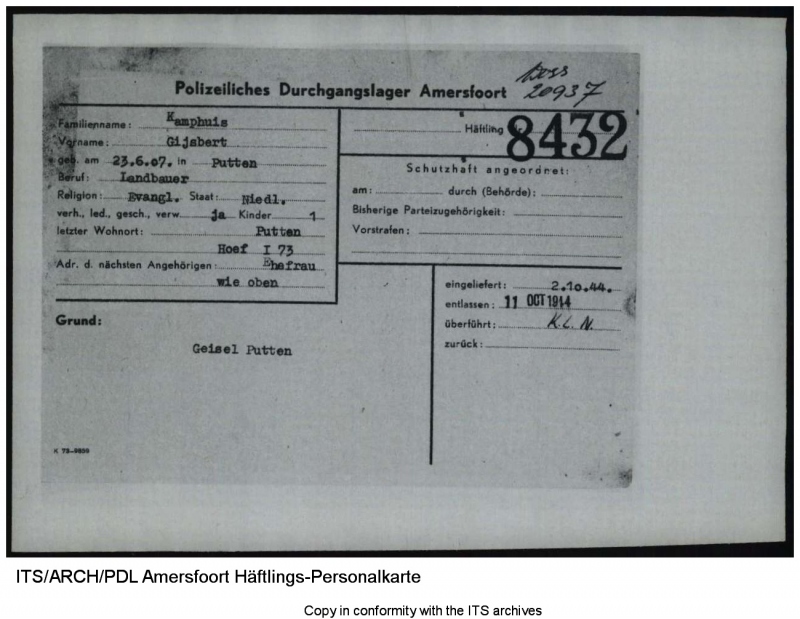 Polizeiliches Durchgangslager Amersfoort
20937
Familienname: Kamphuis
Vorname: Gijsbert
geb. am 23.6.07. in Putten
Beruf: Landbauer
Religion: Evangl. Staat: Niedl.
verh., led., gesch., verw. ja Kinder 1
letzter Wohnort: Putten
Hoef I 73
Adr. d. nächsten Angehörigen: Ehefrau
wie oben
Häftling 8432
Schutzhaft angeordnet:
am: durch (Behörde):
Bisherige Parteizugehörigkeit:
Vorstrafen:
Grund:
Geisel Putten
eingeliefert: 2.10.44.
entlassen: 11 OCT 1944
überführt: K.L.N.
zurück:
K 73-9839
ITS/ARCH/PDL Amersfoort Häftlings-Personalkarte
Copy in conformity with the ITS archives